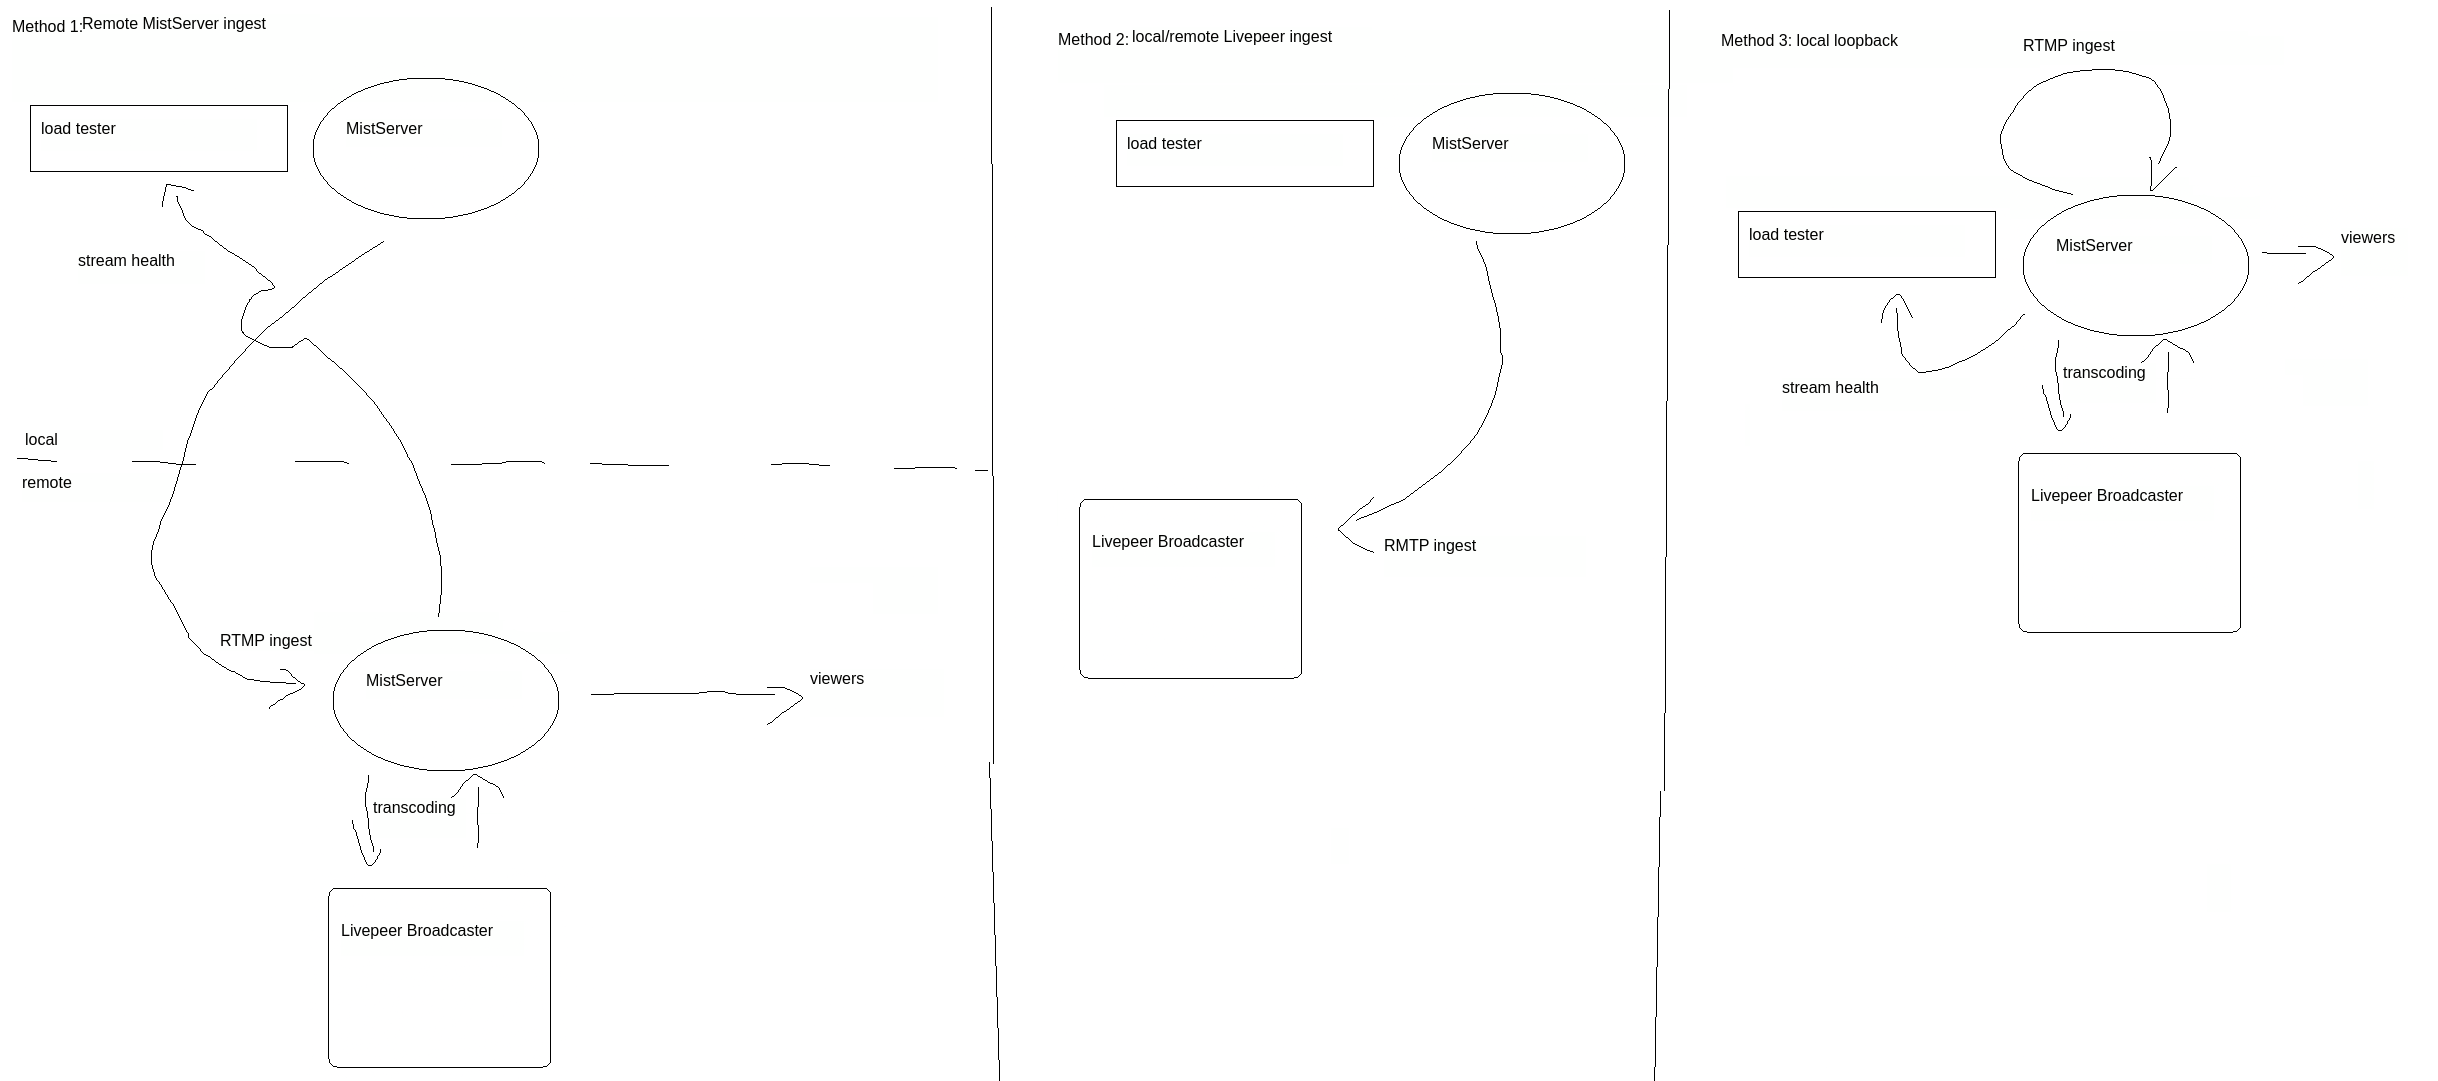 Method 1: Remote MistServer ingest
load tester
MistServer
stream health
local
remote
RTMP ingest
MistServer
viewers
transcoding
Livepeer Broadcaster
Method 2: local/remote Livepeer ingest
load tester
MistServer
Livepeer Broadcaster
RMTP ingest
Method 3: local loopback
RTMP ingest
load tester
MistServer
viewers
stream health
transcoding
Livepeer Broadcaster